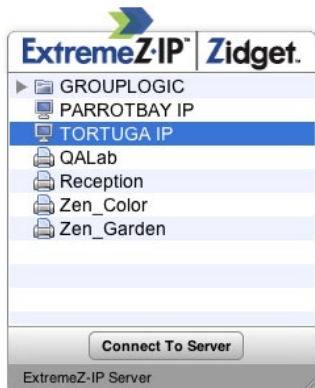 ExtremeZ-IP™ Zidget.
GROUPLOGIC
PARROTBAY IP
TORTUGA IP
QALab
Reception
Zen_Color
Zen_Garden
Connect To Server
ExtremeZ-IP Server